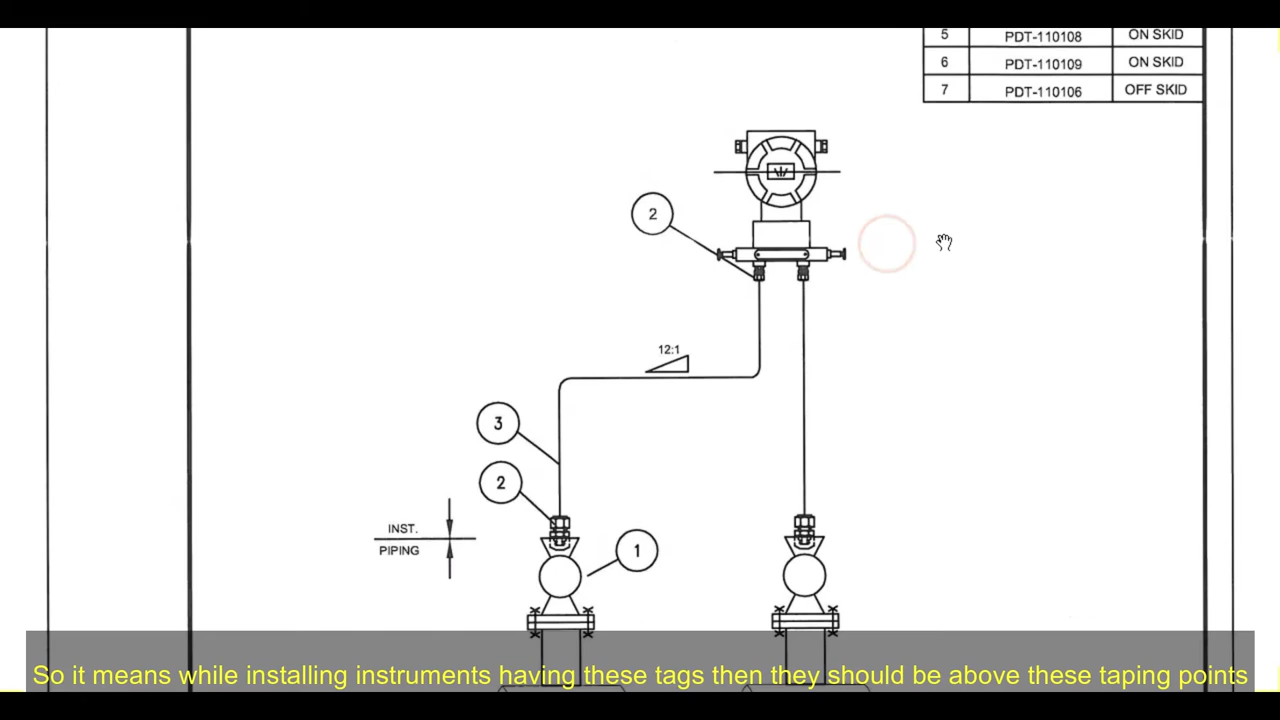 5 PDT-110108 ON SKID
6 PDT-110109 ON SKID
7 PDT-110106 OFF SKID
2
12:1
3
2
INST.
PIPING
1
So it means while installing instruments having these tags then they should be above these taping points